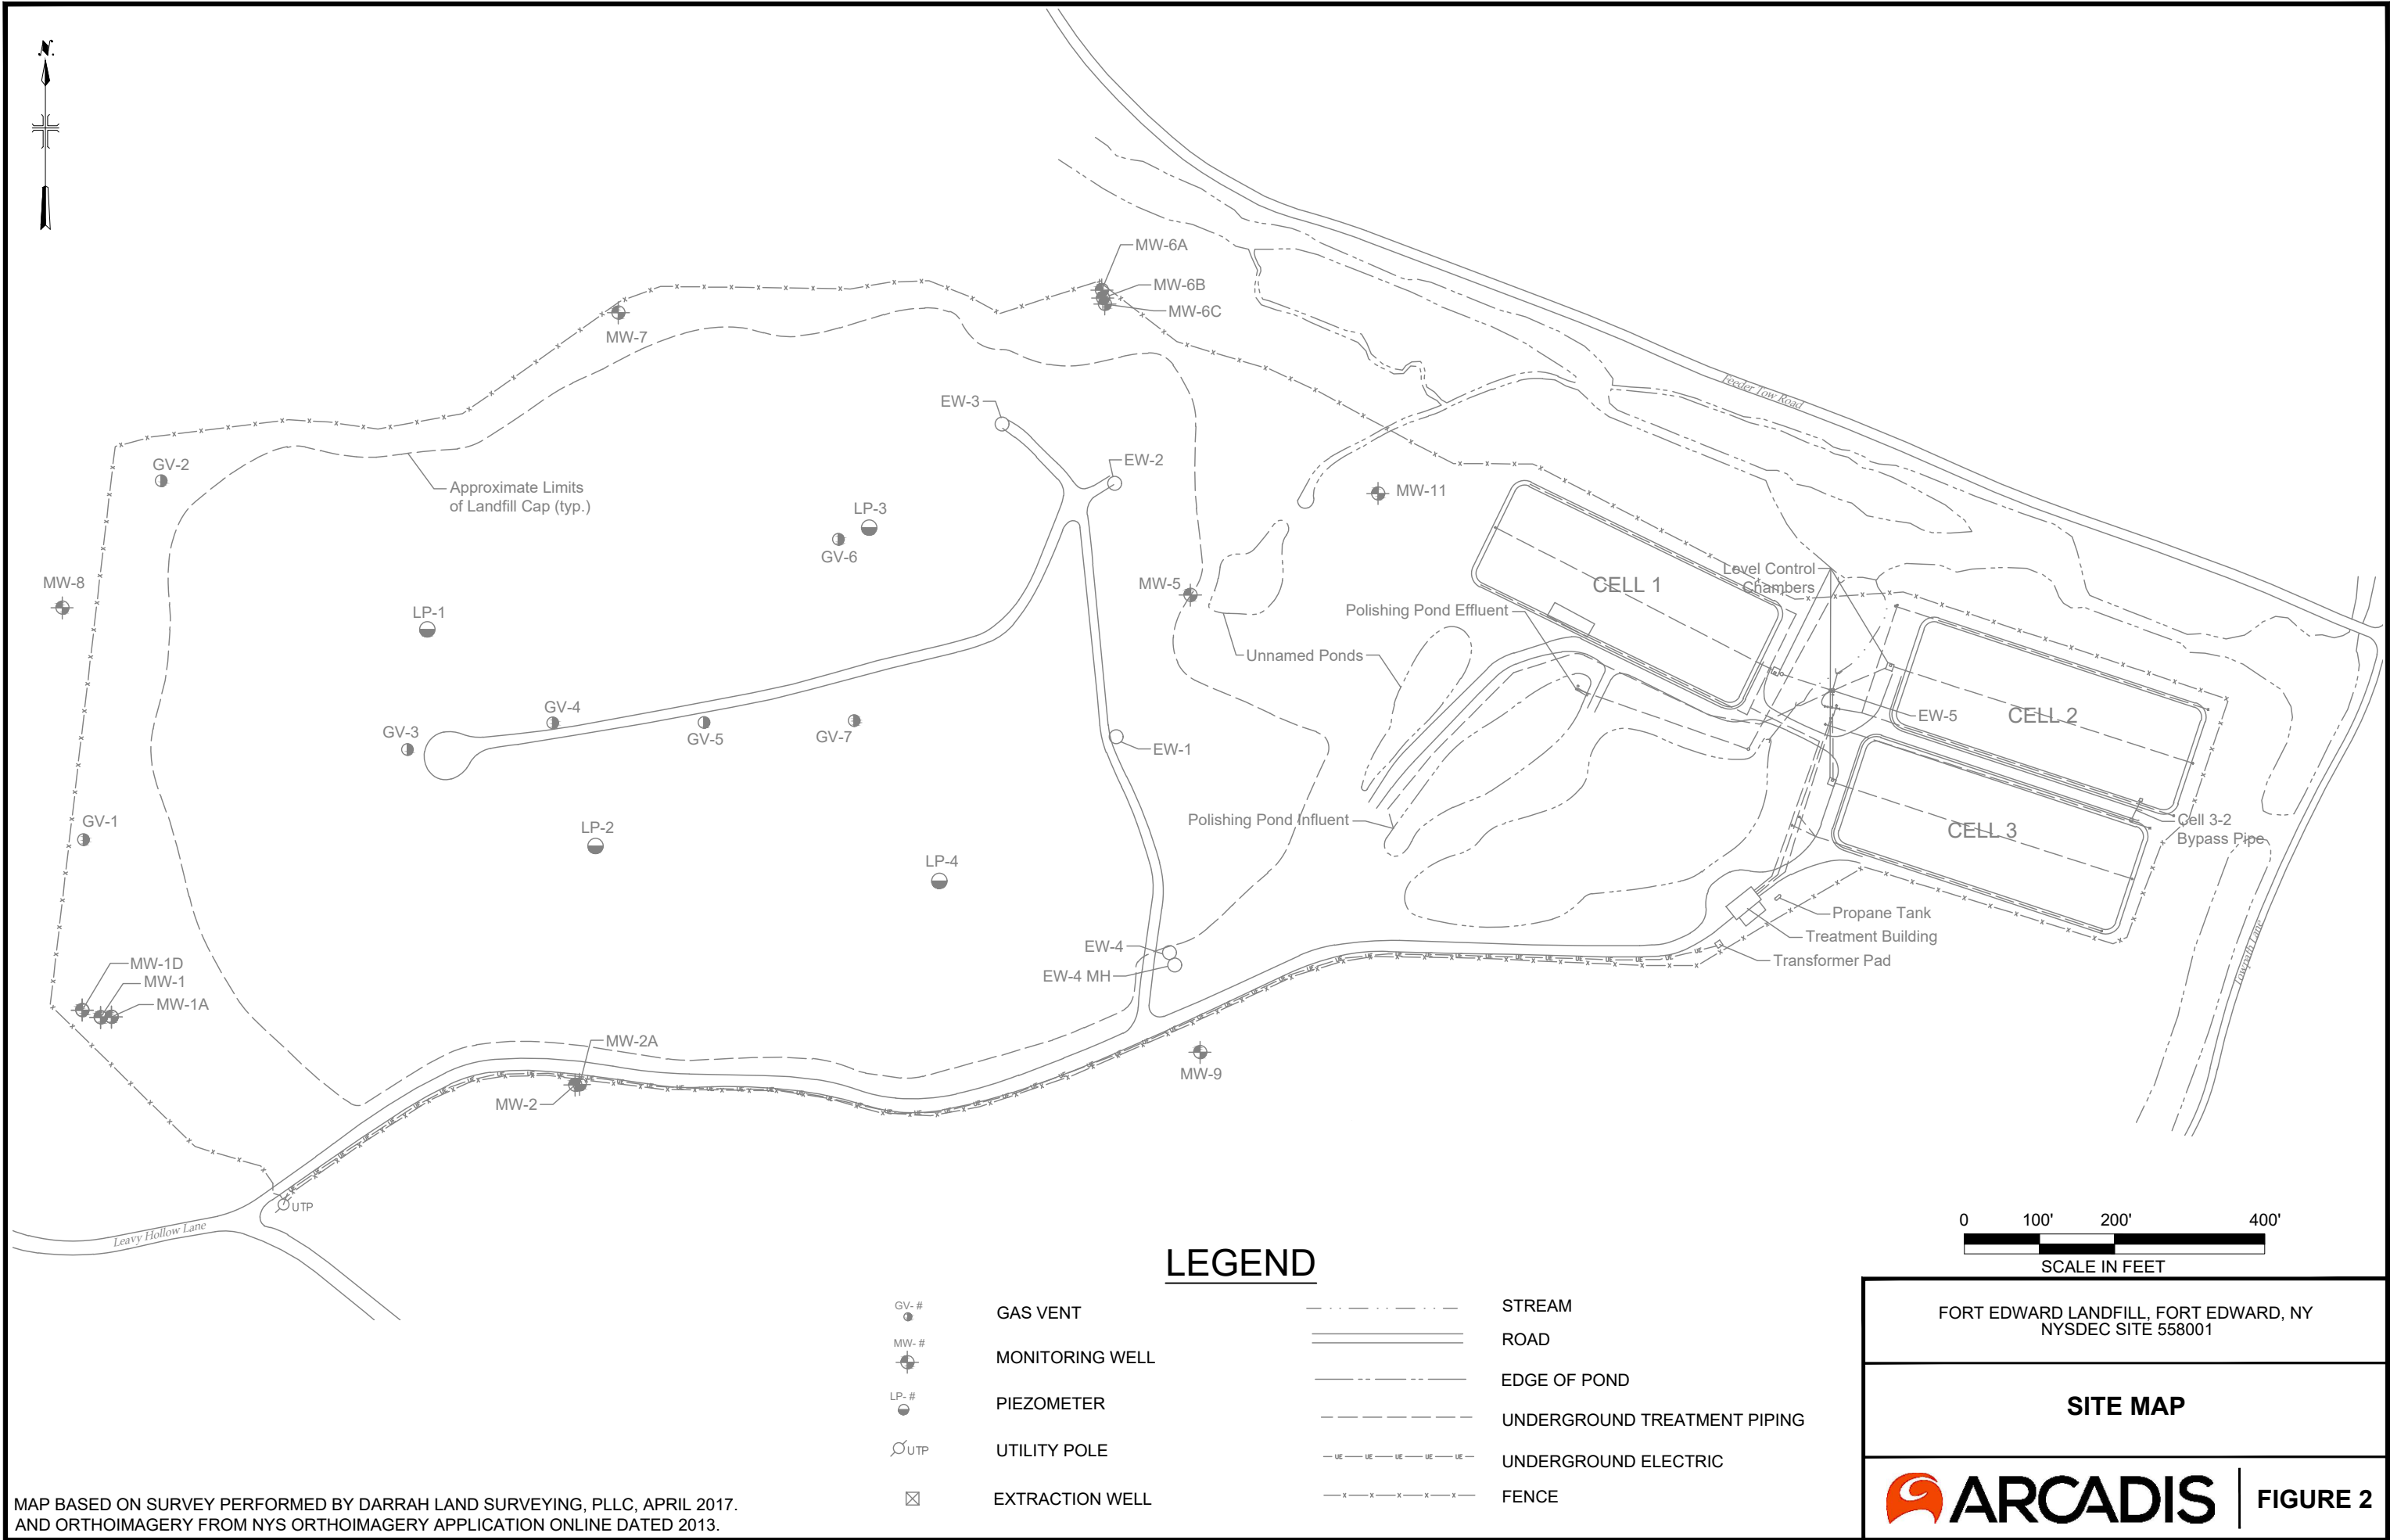 N.
MW-6A
MW-6B
MW-6C
MW-7
Feeder Tow Road
EW-3
EW-2
GV-2
Approximate Limits
of Landfill Cap (typ.)
MW-11
LP-3
GV-6
MW-8
MW-5
CELL 1
Level Control
Chambers
LP-1
Polishing Pond Effluent
Unnamed Ponds
GV-4
GV-3
GV-5
GV-7
EW-5
CELL 2
EW-1
GV-1
LP-2
Polishing Pond Influent
Cell 3-2
Bypass Pipe
CELL 3
LP-4
Propane Tank
Treatment Building
Transformer Pad
EW-4
EW-4 MH
MW-1D
MW-1
MW-1A
Towpath Lane
MW-2A
MW-2
MW-9
UTP
Leavy Hollow Lane
0 100' 200' 400'
SCALE IN FEET
LEGEND
GV- #
GAS VENT
MW- #
MONITORING WELL
LP- #
PIEZOMETER
UTP
UTILITY POLE
EXTRACTION WELL
STREAM
ROAD
EDGE OF POND
UNDERGROUND TREATMENT PIPING
UE UE UE UE UE
UNDERGROUND ELECTRIC
FENCE
FORT EDWARD LANDFILL, FORT EDWARD, NY
NYSDEC SITE 558001
SITE MAP
ARCADIS
FIGURE 2
MAP BASED ON SURVEY PERFORMED BY DARRAH LAND SURVEYING, PLLC, APRIL 2017.
AND ORTHOIMAGERY FROM NYS ORTHOIMAGERY APPLICATION ONLINE DATED 2013.